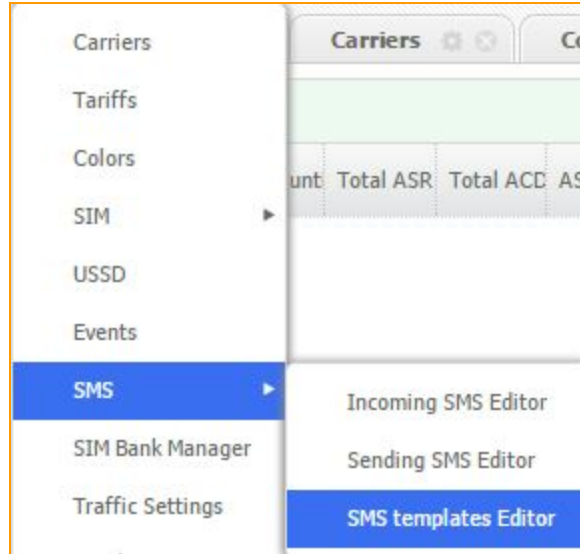 Carriers
Tariffs
Colors
SIM
USSD
Events
SMS
SIM Bank Manager
Traffic Settings
Carriers
Total ASR Total ACD
Incoming SMS Editor
Sending SMS Editor
SMS templates Editor